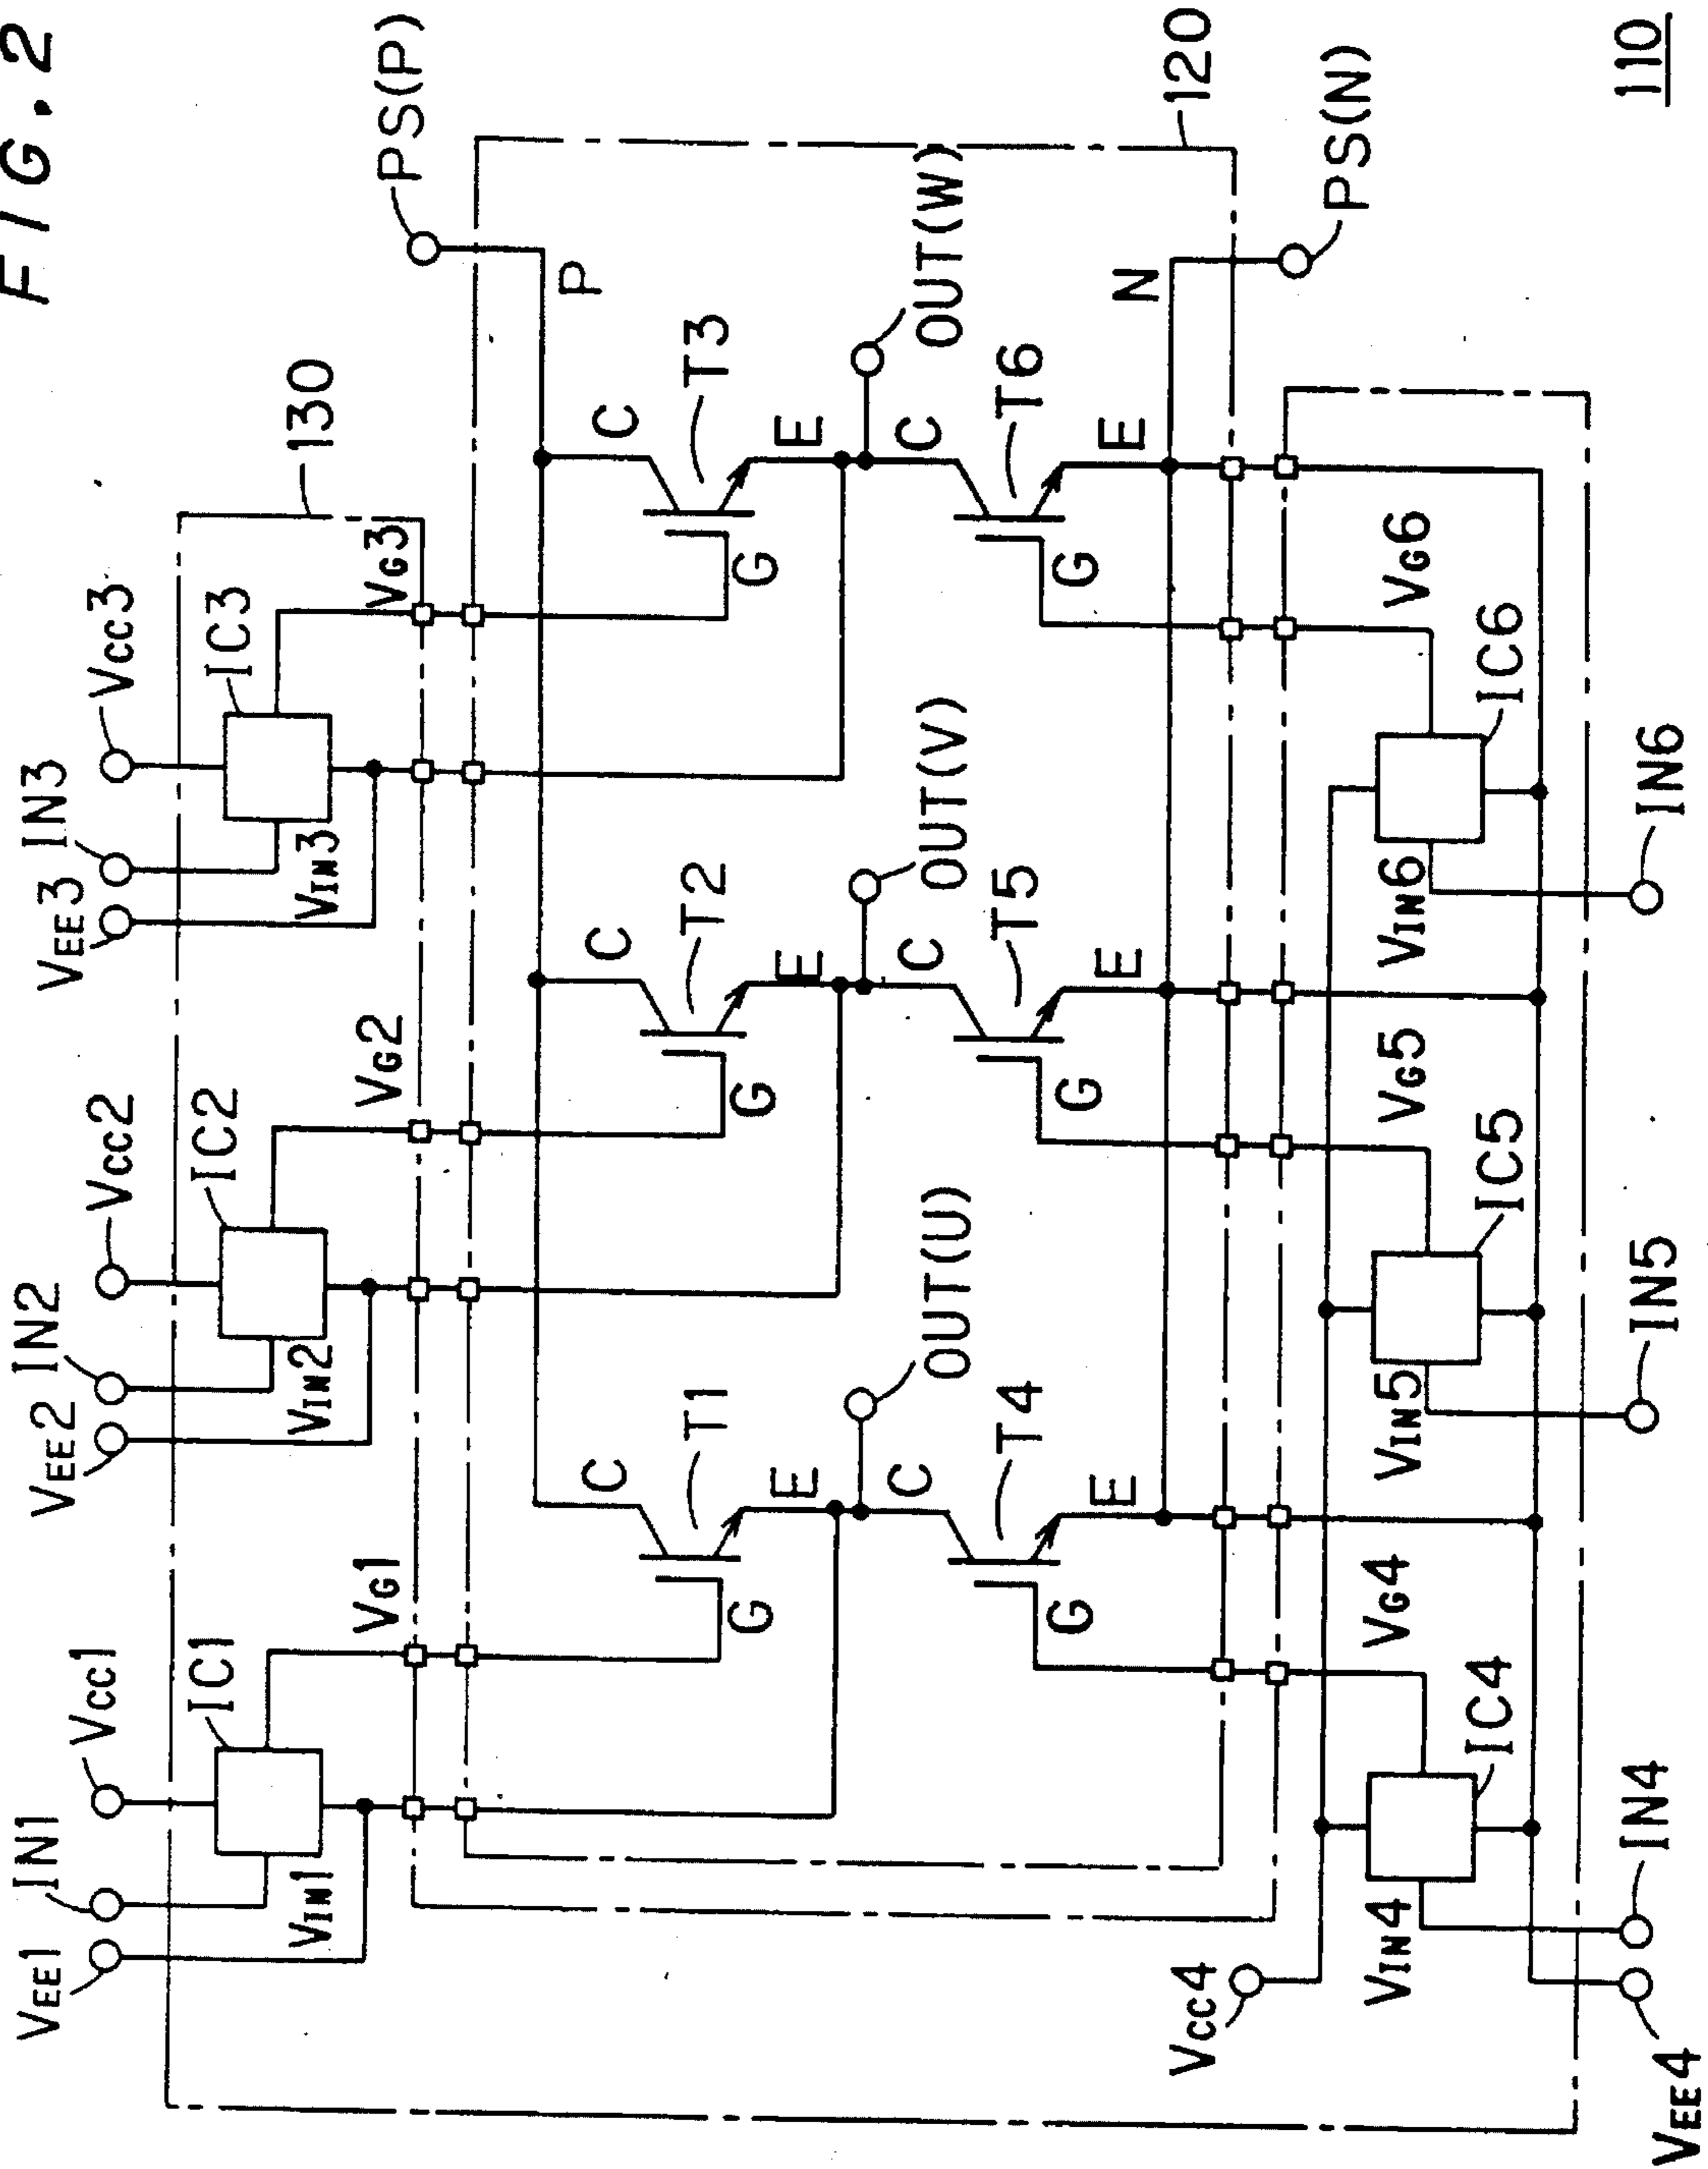 FIG. 2
110
VEE1
IN1
VCC1
VEE2
IN2
VCC2
VEE3
IN3
VCC3
130
IC1
IC2
IC3
VIN1
VG1
VIN2
VG2
VIN3
VG3
PS(P)
P
C
T1
G
E
C
T2
G
E
C
T3
G
E
OUT(U)
OUT(V)
OUT(W)
C
T4
G
E
C
T5
G
E
C
T6
G
E
N
120
PS(N)
VCC4
VIN4
VG4
IC4
VIN5
VG5
IC5
VIN6
VG6
IC6
VEE4
IN4
IN5
IN6